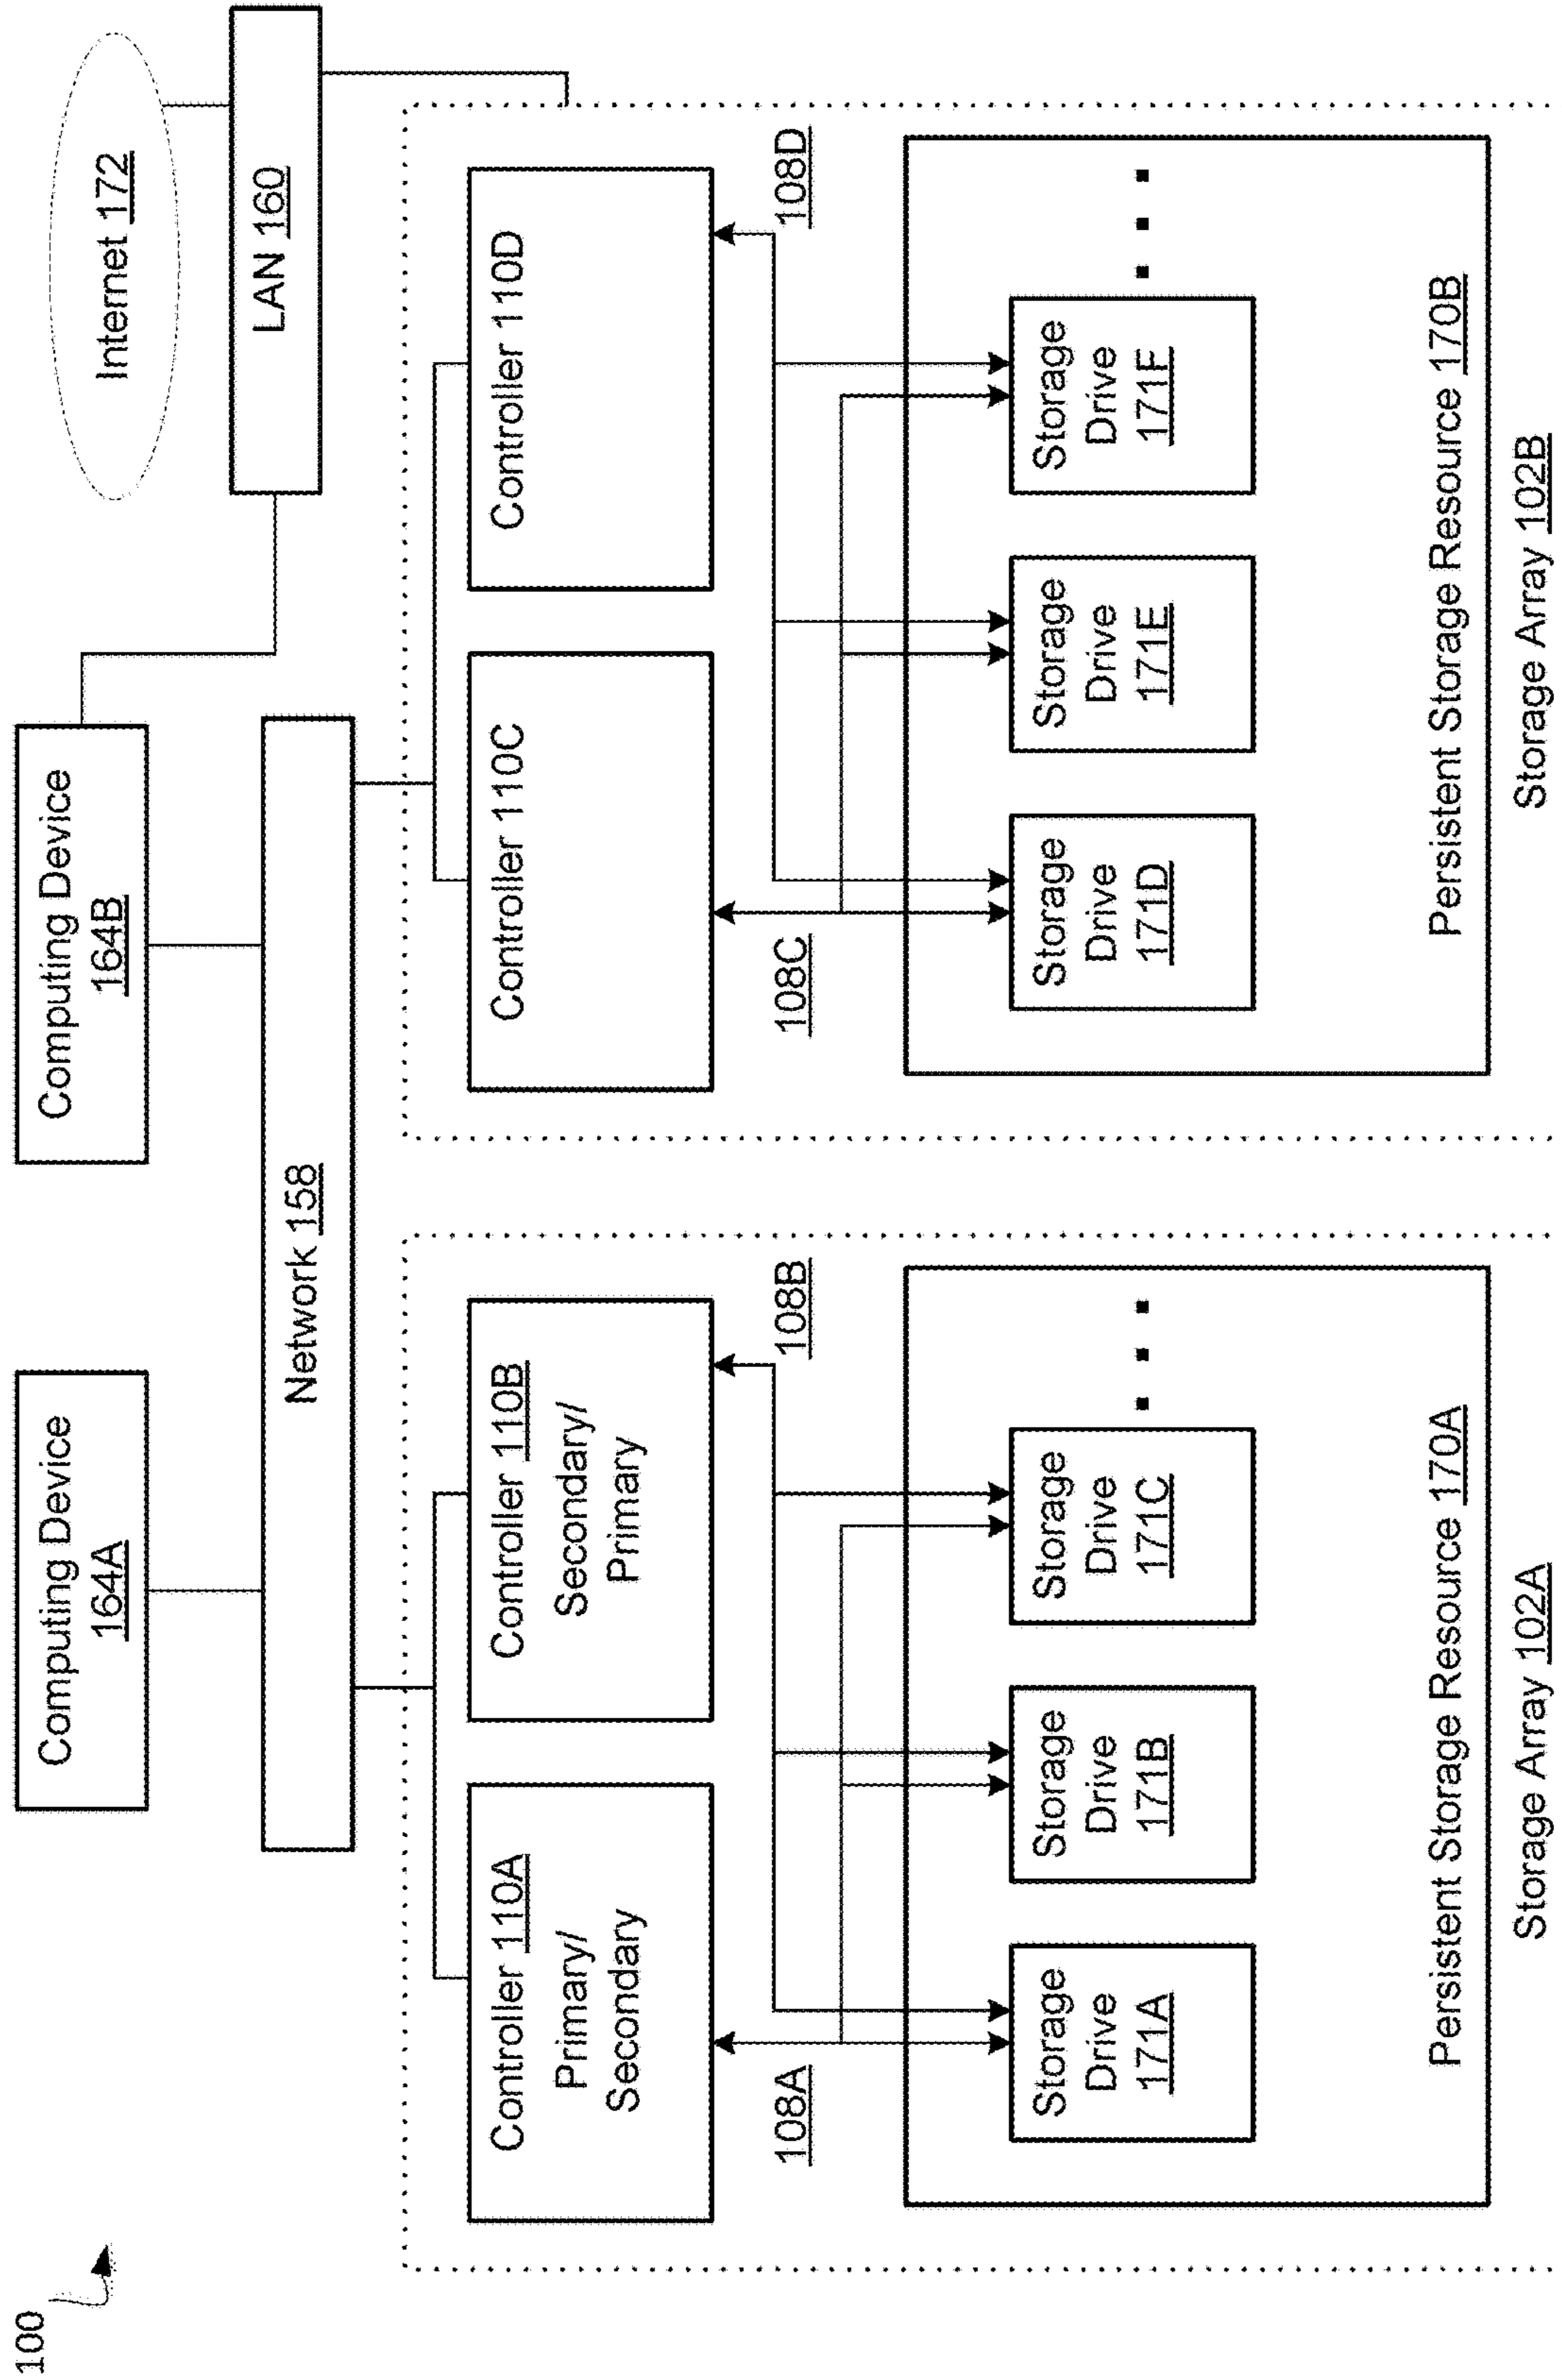 100
Computing Device
164A
Computing Device
164B
Internet 172
LAN 160
Network 158
Controller 110A
Primary/
Secondary
Controller 110B
Secondary/
Primary
Controller 110C
Controller 110D
108A
108B
108C
108D
Storage
Drive
171A
Storage
Drive
171B
Storage
Drive
171C
Storage
Drive
171D
Storage
Drive
171E
Storage
Drive
171F
Persistent Storage Resource 170A
Persistent Storage Resource 170B
Storage Array 102A
Storage Array 102B